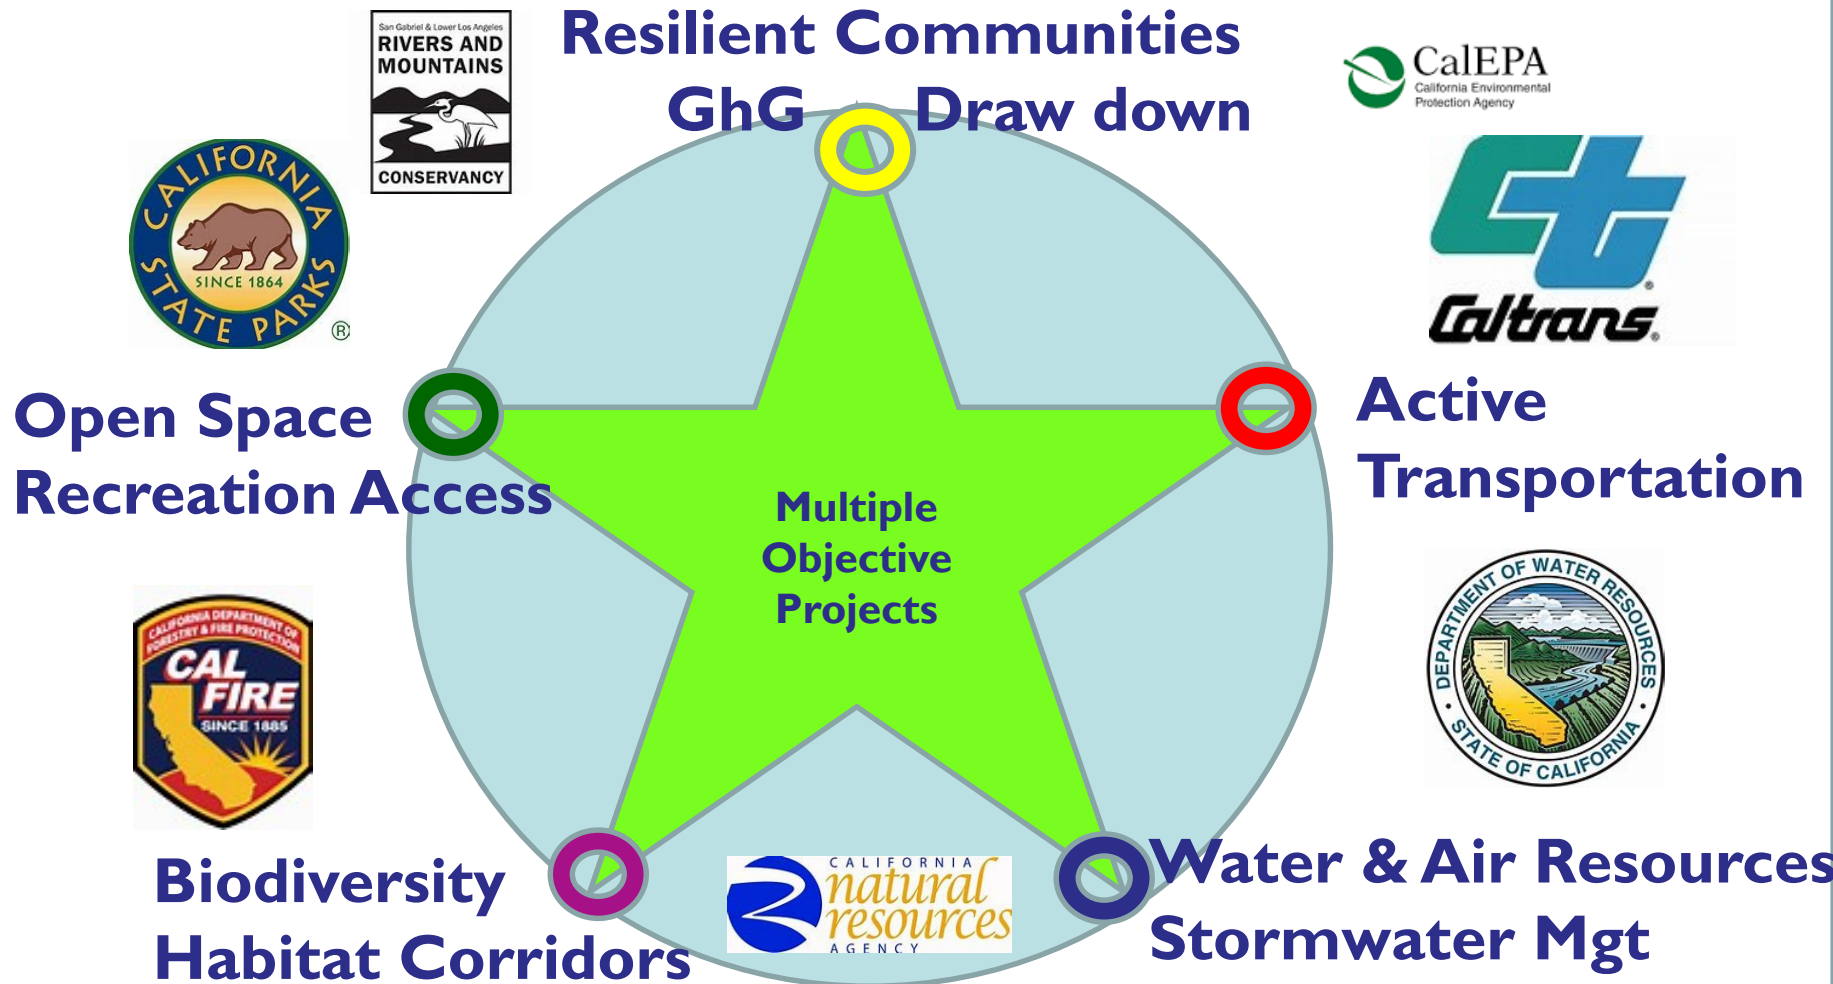 San Gabriel & Lower Los Angeles
RIVERS AND
MOUNTAINS
CONSERVANCY
Resilient Communities
GhG Draw down
CalEPA
California Environmental
Protection Agency
CALIFORNIA
STATE PARKS
SINCE 1864
®
Ct
®
Caltrans®
Open Space
Recreation Access
Active
Transportation
Multiple
Objective
Projects
CALIFORNIA DEPARTMENT OF
FORESTRY & FIRE PROTECTION
CAL
FIRE
SINCE 1885
DEPARTMENT OF WATER RESOURCES
STATE OF CALIFORNIA
Biodiversity
Habitat Corridors
CALIFORNIA
natural
resources
AGENCY
Water & Air Resources
Stormwater Mgt